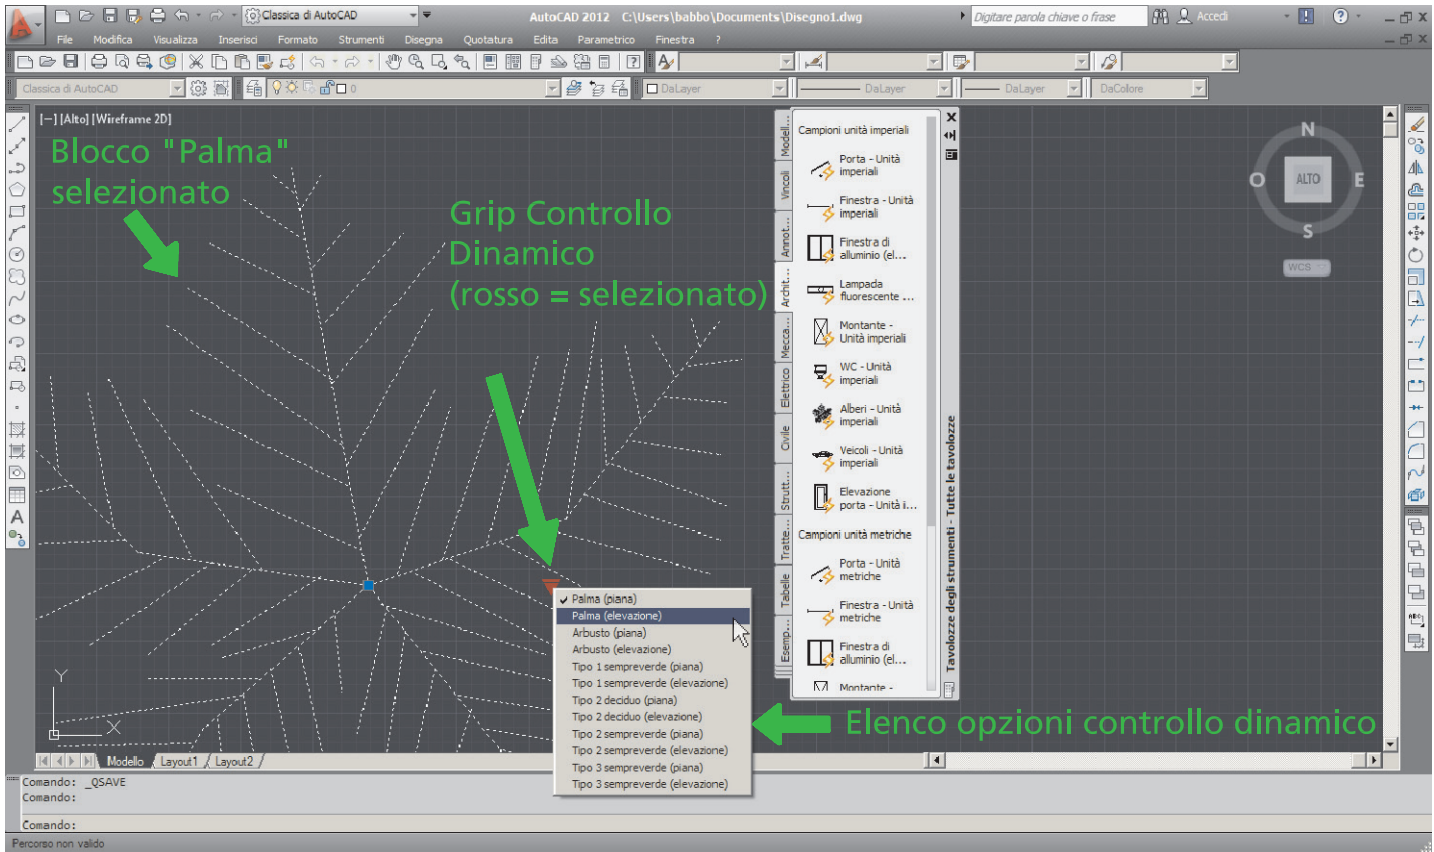 Classica di AutoCAD
AutoCAD 2012 C:\Users\babbo\Documents\Disegno1.dwg
Digitare parola chiave o frase
Accedi
File Modifica Visualizza Inserisci Formato Strumenti Disegna Quotatura Edita Parametrico Finestra ?
Classica di AutoCAD
0
DaLayer
DaLayer
DaLayer
DaColore
[−] [Alto] [Wireframe 2D]
Blocco "Palma"
selezionato
Grip Controllo
Dinamico
(rosso = selezionato)
Modell...
Vincoli
Annot...
Archit...
Mecca...
Elettrico
Civile
Strutt...
Tratte...
Tabelle
Esemp...
Campioni unità imperiali
Porta - Unità
imperiali
Finestra - Unità
imperiali
Finestra di
alluminio (el...
Lampada
fluorescente ...
Montante -
Unità imperiali
WC - Unità
imperiali
Alberi - Unità
imperiali
Veicoli - Unità
imperiali
Elevazione
porta - Unità i...
Campioni unità metriche
Porta - Unità
metriche
Finestra - Unità
metriche
Finestra di
alluminio (el...
Montante -
Tavolozze degli strumenti - Tutte le tavolozze
N
O
ALTO
E
S
WCS
A
ABC
Palma (piana)
Palma (elevazione)
Arbusto (piana)
Arbusto (elevazione)
Tipo 1 sempreverde (piana)
Tipo 1 sempreverde (elevazione)
Tipo 2 deciduo (piana)
Tipo 2 deciduo (elevazione)
Tipo 2 sempreverde (piana)
Tipo 2 sempreverde (elevazione)
Tipo 3 sempreverde (piana)
Tipo 3 sempreverde (elevazione)
Elenco opzioni controllo dinamico
Y
X
Modello Layout1 Layout2
Comando: _QSAVE
Comando:
Comando:
Percorso non valido